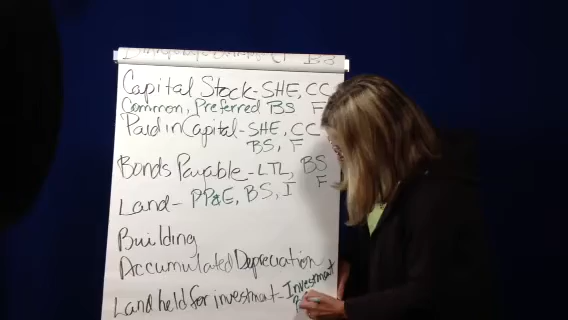 BS
Capital Stock - SHE, CC
Common, Preferred BS F
Paid in Capital - SHE, CC
BS, F
Bonds Payable - LTL, BS
F
Land - PP&E, BS, I
Building
Accumulated Depreciation
Land held for investment - Investment